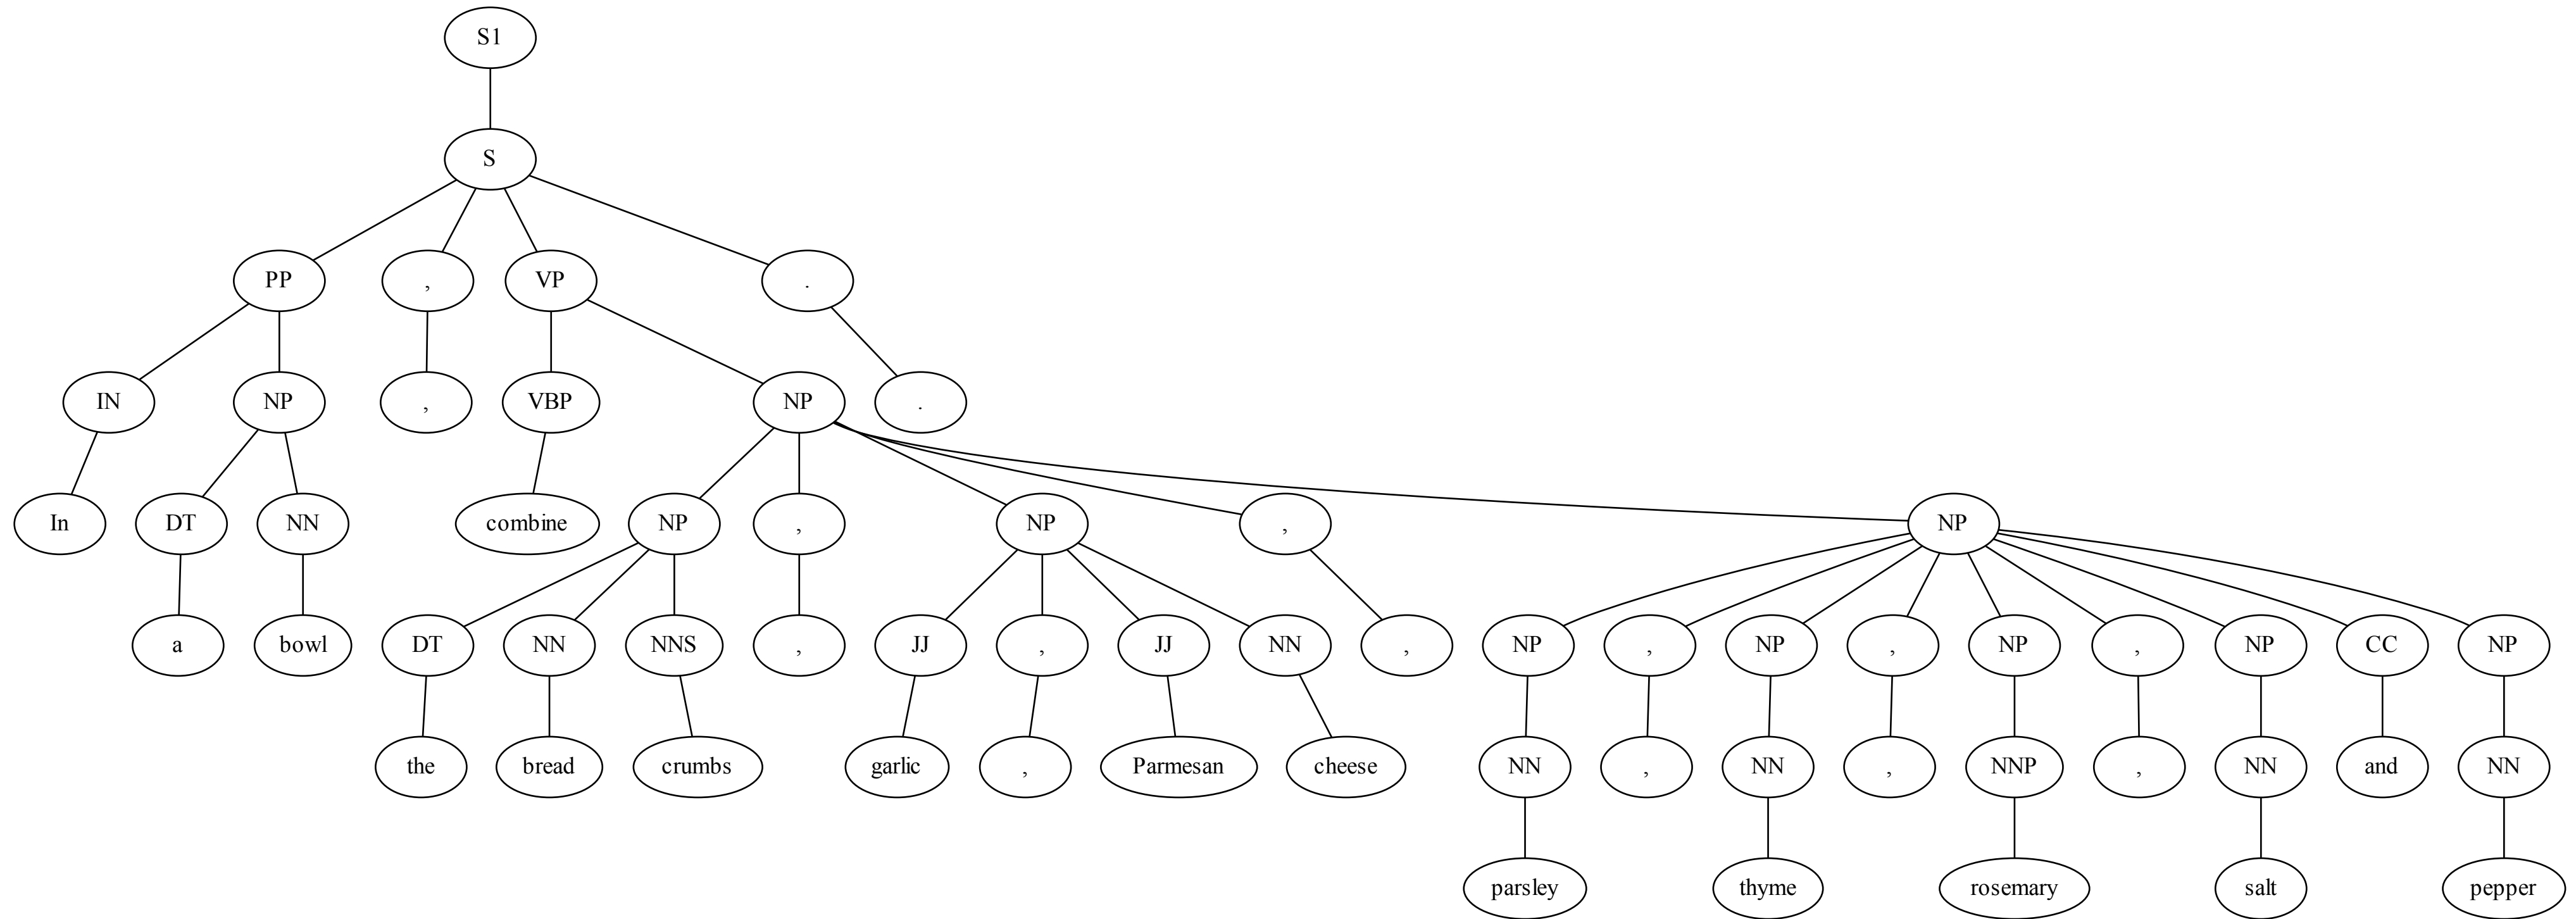 S1
S
PP , VP .
IN NP , VBP NP .
In DT NN combine NP , NP , NP
a bowl DT NN NNS , JJ , JJ NN , NP , NP , NP , NP CC NP
the bread crumbs garlic , Parmesan cheese NN , NN , NNP , NN and NN
parsley thyme rosemary salt pepper